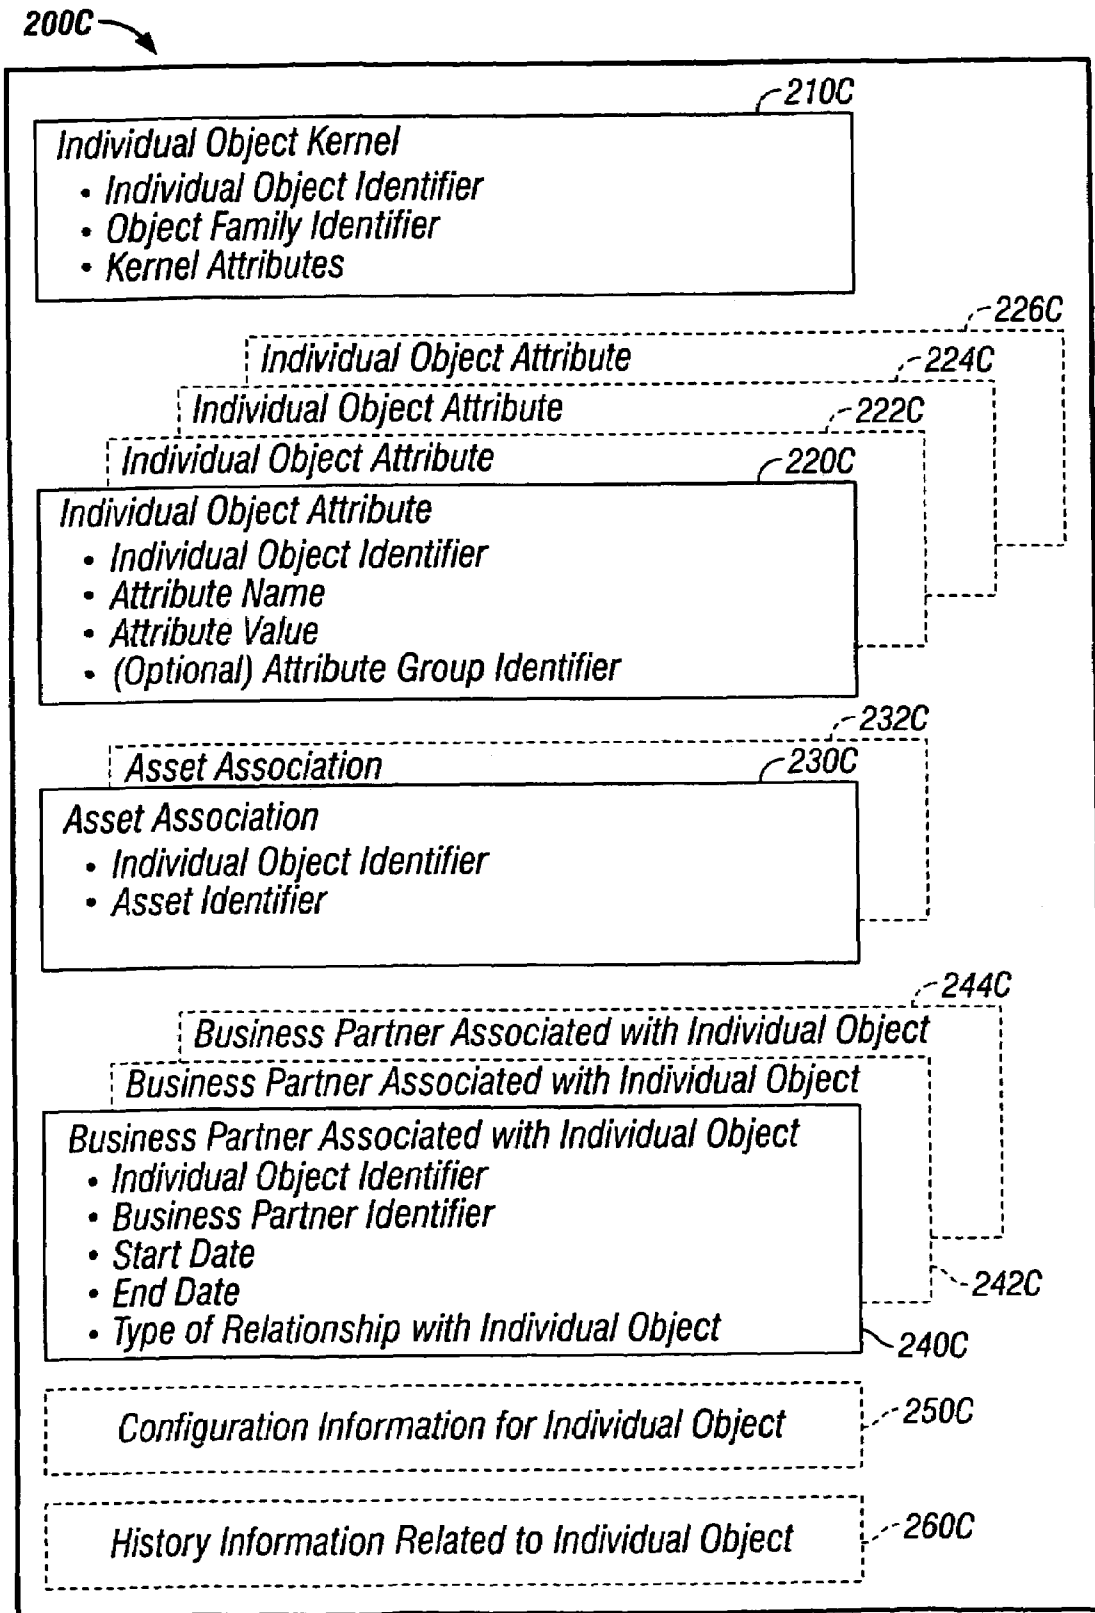 200C
210C
Individual Object Kernel
• Individual Object Identifier
• Object Family Identifier
• Kernel Attributes
226C
Individual Object Attribute
224C
Individual Object Attribute
222C
Individual Object Attribute
220C
Individual Object Attribute
• Individual Object Identifier
• Attribute Name
• Attribute Value
• (Optional) Attribute Group Identifier
232C
Asset Association
230C
Asset Association
• Individual Object Identifier
• Asset Identifier
244C
Business Partner Associated with Individual Object
Business Partner Associated with Individual Object
Business Partner Associated with Individual Object
• Individual Object Identifier
• Business Partner Identifier
• Start Date
• End Date
242C
• Type of Relationship with Individual Object
240C
Configuration Information for Individual Object
250C
History Information Related to Individual Object
260C